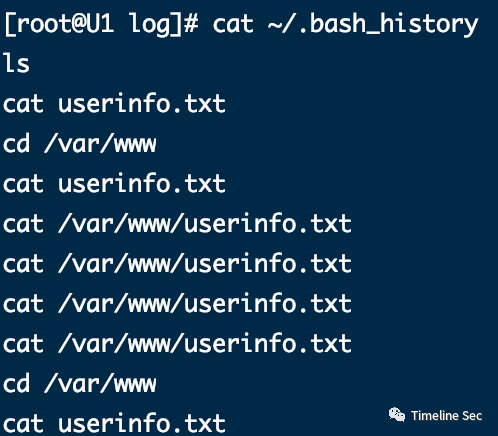 [root@U1 log]# cat ~/.bash_history
ls
cat userinfo.txt
cd /var/www
cat userinfo.txt
cat /var/www/userinfo.txt
cat /var/www/userinfo.txt
cat /var/www/userinfo.txt
cat /var/www/userinfo.txt
cd /var/www
cat userinfo.txt
Timeline Sec